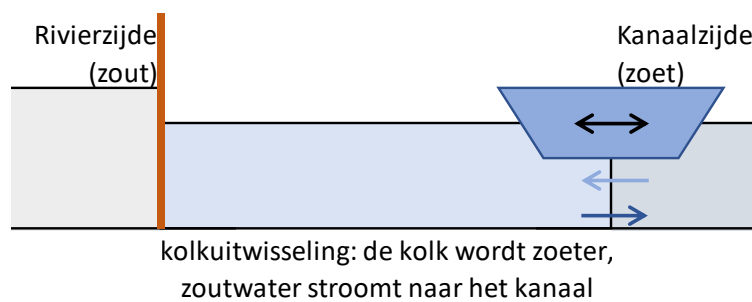 Rivierzijde
(zout)
Kanaalzijde
(zoet)
kolkuitwisseling: de kolk wordt zoeter,
zoutwater stroomt naar het kanaal